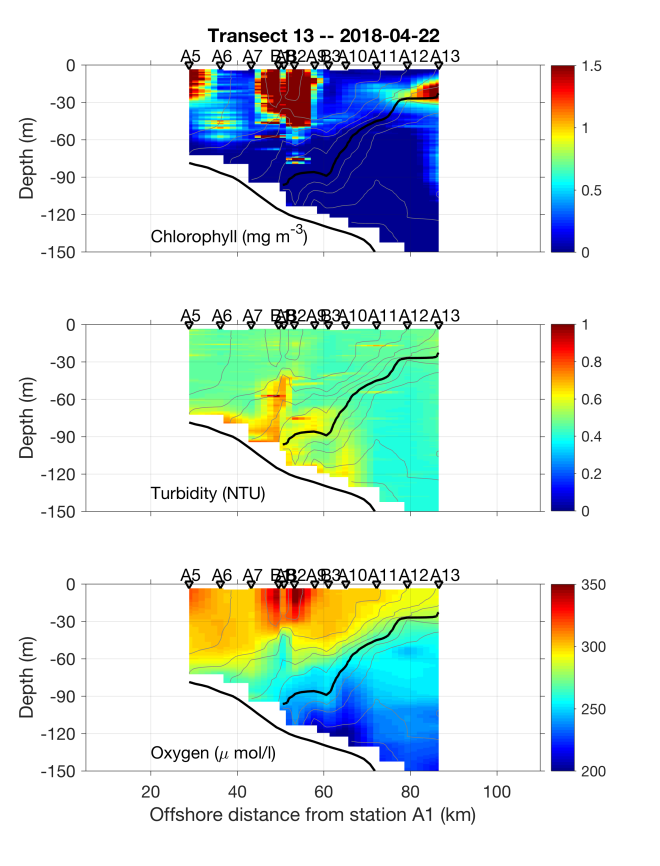 Transect 13 -- 2018-04-22
A5 A6 A7 A9 B3 A10 A11 A12 A13
0 1.5
-30
1
-60
Depth (m)
-90 0.5
-120
Chlorophyll (mg m-3)
-150 0
A5 A6 A7 A9 B3 A10 A11 A12 A13
0 1
-30 0.8
-60 0.6
Depth (m)
-90 0.4
-120 0.2
Turbidity (NTU)
-150 0
A5 A6 A7 A9 B3 A10 A11 A12 A13
0 350
-30
300
-60
Depth (m)
-90 250
-120
Oxygen (μ mol/l)
-150 200
20 40 60 80 100
Offshore distance from station A1 (km)